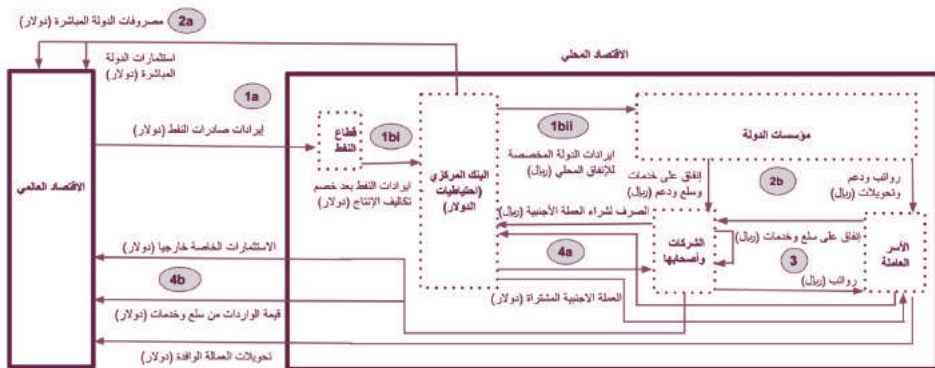 مصروفات الدولة المباشرة (دولار)
2a
استثمارات الدولة
المباشرة (دولار)
الاقتصاد المحلي
1a
إيرادات صادرات النفط (دولار)
قطاع
النفط
1bi
ايرادات النفط بعد خصم
تكاليف الإنتاج (دولار)
البنك المركزي
(احتياطيات
الدولار)
1bii
ايرادات الدولة المخصصة
للإنفاق المحلي (ريال)
مؤسسات الدولة
إنفاق على خدمات
وسلع ودعم (ريال)
2b
رواتب ودعم
وتحويلات (ريال)
الاقتصاد العالمي
الصرف لشراء العملة الأجنبية (ريال)
الشركات
وأصحابها
إنفاق على سلع وخدمات (ريال)
الأسر
العاملة
الاستثمارات الخاصة خارجيا (دولار)
4a
3
رواتب (ريال)
4b
العملة الاجنبية المشتراة (دولار)
قيمة الواردات من سلع وخدمات (دولار)
تحويلات العمالة الوافدة (دولار)